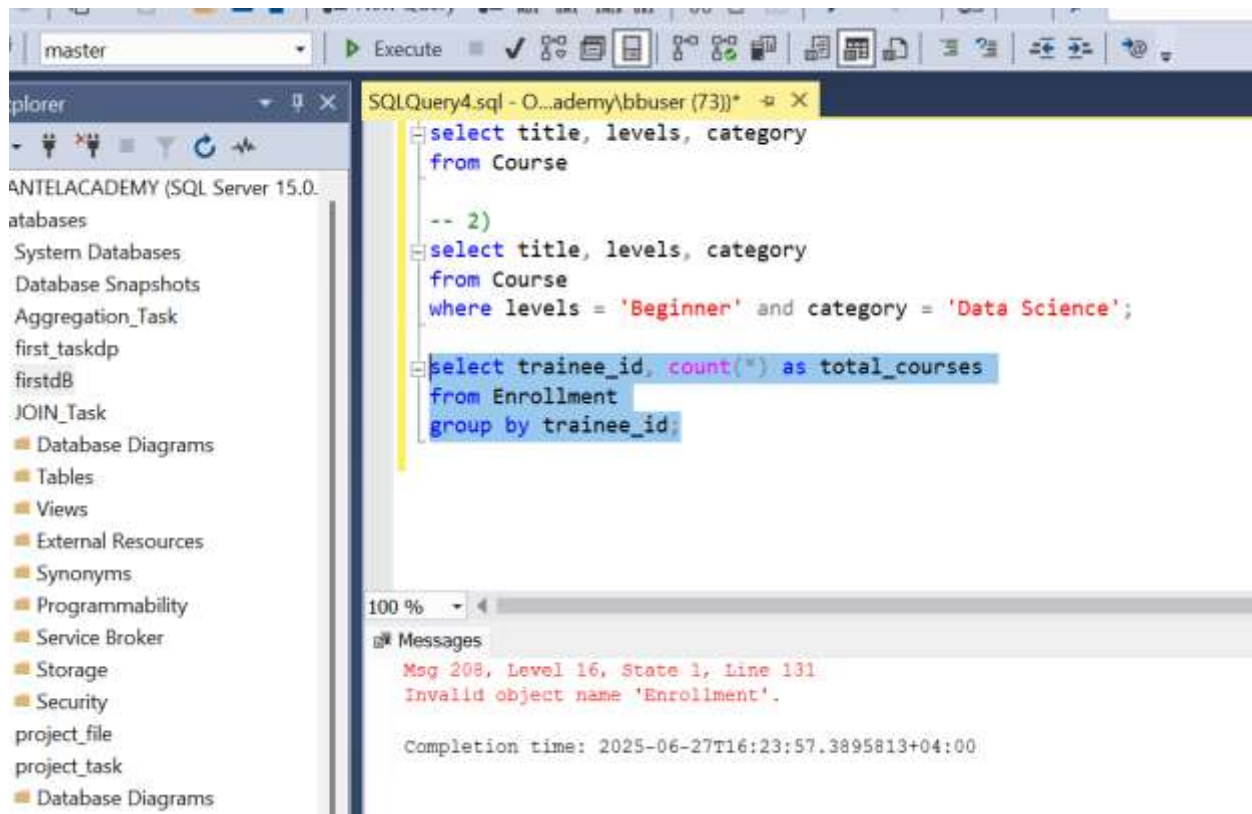 master
Execute
xplorer
ANTELACADEMY (SQL Server 15.0.
atabases
System Databases
Database Snapshots
Aggregation_Task
first_taskdp
firstdB
JOIN_Task
Database Diagrams
Tables
Views
External Resources
Synonyms
Programmability
Service Broker
Storage
Security
project_file
project_task
Database Diagrams
SQLQuery4.sql - O...ademy\bbuser (73))*
select title, levels, category
from Course
-- 2)
select title, levels, category
from Course
where levels = 'Beginner' and category = 'Data Science';
select trainee_id, count(*) as total_courses
from Enrollment
group by trainee_id;
100 %
Messages
Msg 208, Level 16, State 1, Line 131
Invalid object name 'Enrollment'.
Completion time: 2025-06-27T16:23:57.3895813+04:00